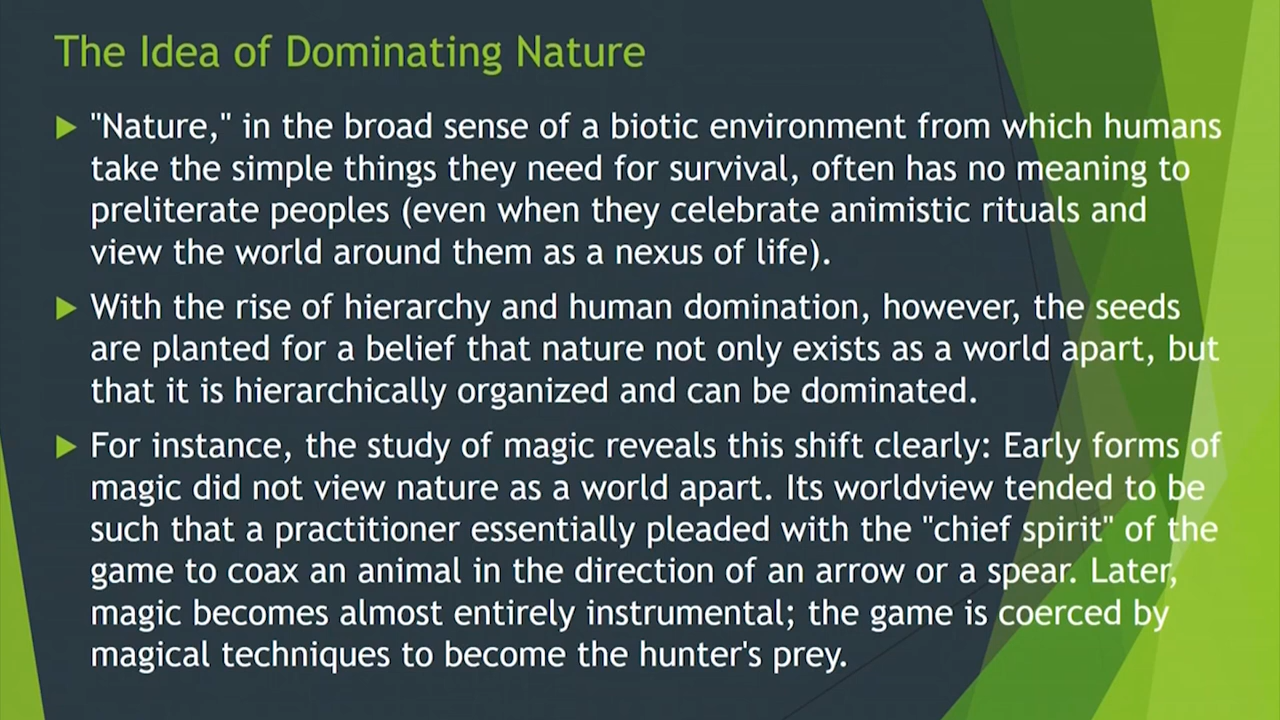 The Idea of Dominating Nature
"Nature," in the broad sense of a biotic environment from which humans
take the simple things they need for survival, often has no meaning to
preliterate peoples (even when they celebrate animistic rituals and
view the world around them as a nexus of life).
With the rise of hierarchy and human domination, however, the seeds
are planted for a belief that nature not only exists as a world apart, but
that it is hierarchically organized and can be dominated.
For instance, the study of magic reveals this shift clearly: Early forms of
magic did not view nature as a world apart. Its worldview tended to be
such that a practitioner essentially pleaded with the "chief spirit" of the
game to coax an animal in the direction of an arrow or a spear. Later,
magic becomes almost entirely instrumental; the game is coerced by
magical techniques to become the hunter's prey.